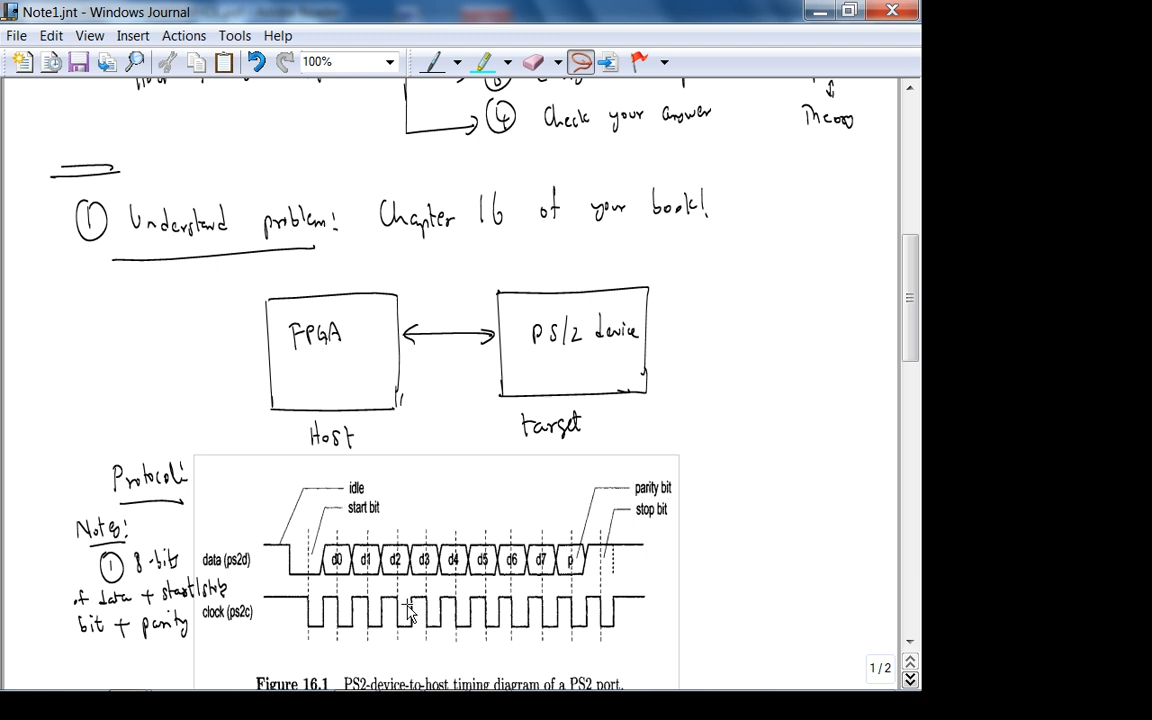 Note1.jnt - Windows Journal
File Edit View Insert Actions Tools Help
100%
④ Check your answer
Theory
① Understand problem: Chapter 16 of your book!
FPGA
PS/2 device
Host
target
Protocol:
Notes:
① 8-bits
of data + start/stop
bit + parity
idle
start bit
parity bit
stop bit
data (ps2d)
d0 d1 d2 d3 d4 d5 d6 d7 p
clock (ps2c)
1 / 2
Figure 16.1 PS2-device-to-host timing diagram of a PS2 port.